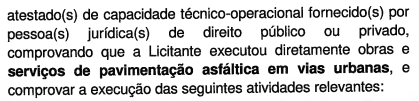 atestado(s) de capacidade técnico-operacional fornecido(s) por
pessoa(s) jurídica(s) de direito público ou privado,
comprovando que a Licitante executou diretamente obras e
serviços de pavimentação asfáltica em vias urbanas, e
comprovar a execução das seguintes atividades relevantes: